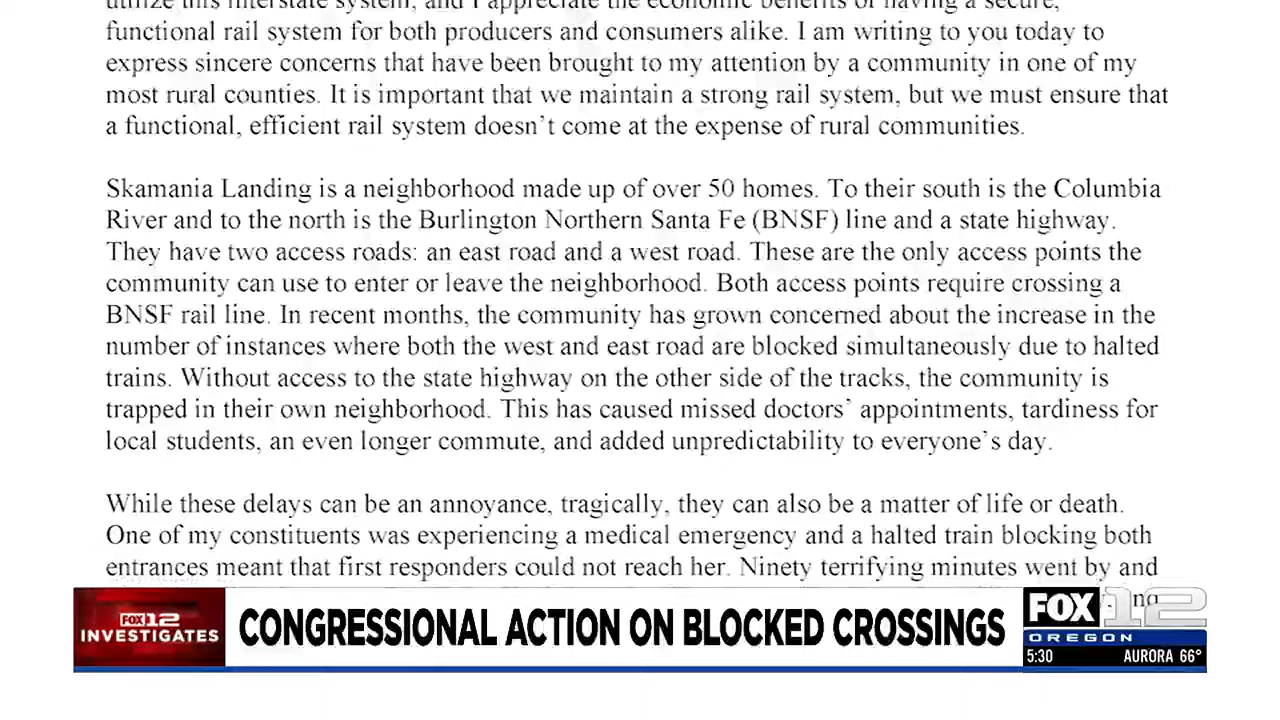 utilize this interstate system, and I appreciate the economic benefits of having a secure,
functional rail system for both producers and consumers alike. I am writing to you today to
express sincere concerns that have been brought to my attention by a community in one of my
most rural counties. It is important that we maintain a strong rail system, but we must ensure that
a functional, efficient rail system doesn’t come at the expense of rural communities.
Skamania Landing is a neighborhood made up of over 50 homes. To their south is the Columbia
River and to the north is the Burlington Northern Santa Fe (BNSF) line and a state highway.
They have two access roads: an east road and a west road. These are the only access points the
community can use to enter or leave the neighborhood. Both access points require crossing a
BNSF rail line. In recent months, the community has grown concerned about the increase in the
number of instances where both the west and east road are blocked simultaneously due to halted
trains. Without access to the state highway on the other side of the tracks, the community is
trapped in their own neighborhood. This has caused missed doctors’ appointments, tardiness for
local students, an even longer commute, and added unpredictability to everyone’s day.
While these delays can be an annoyance, tragically, they can also be a matter of life or death.
One of my constituents was experiencing a medical emergency and a halted train blocking both
entrances meant that first responders could not reach her. Ninety terrifying minutes went by and
FOX 12
INVESTIGATES
CONGRESSIONAL ACTION ON BLOCKED CROSSINGS
FOX 12
OREGON
5:30 AURORA 66°